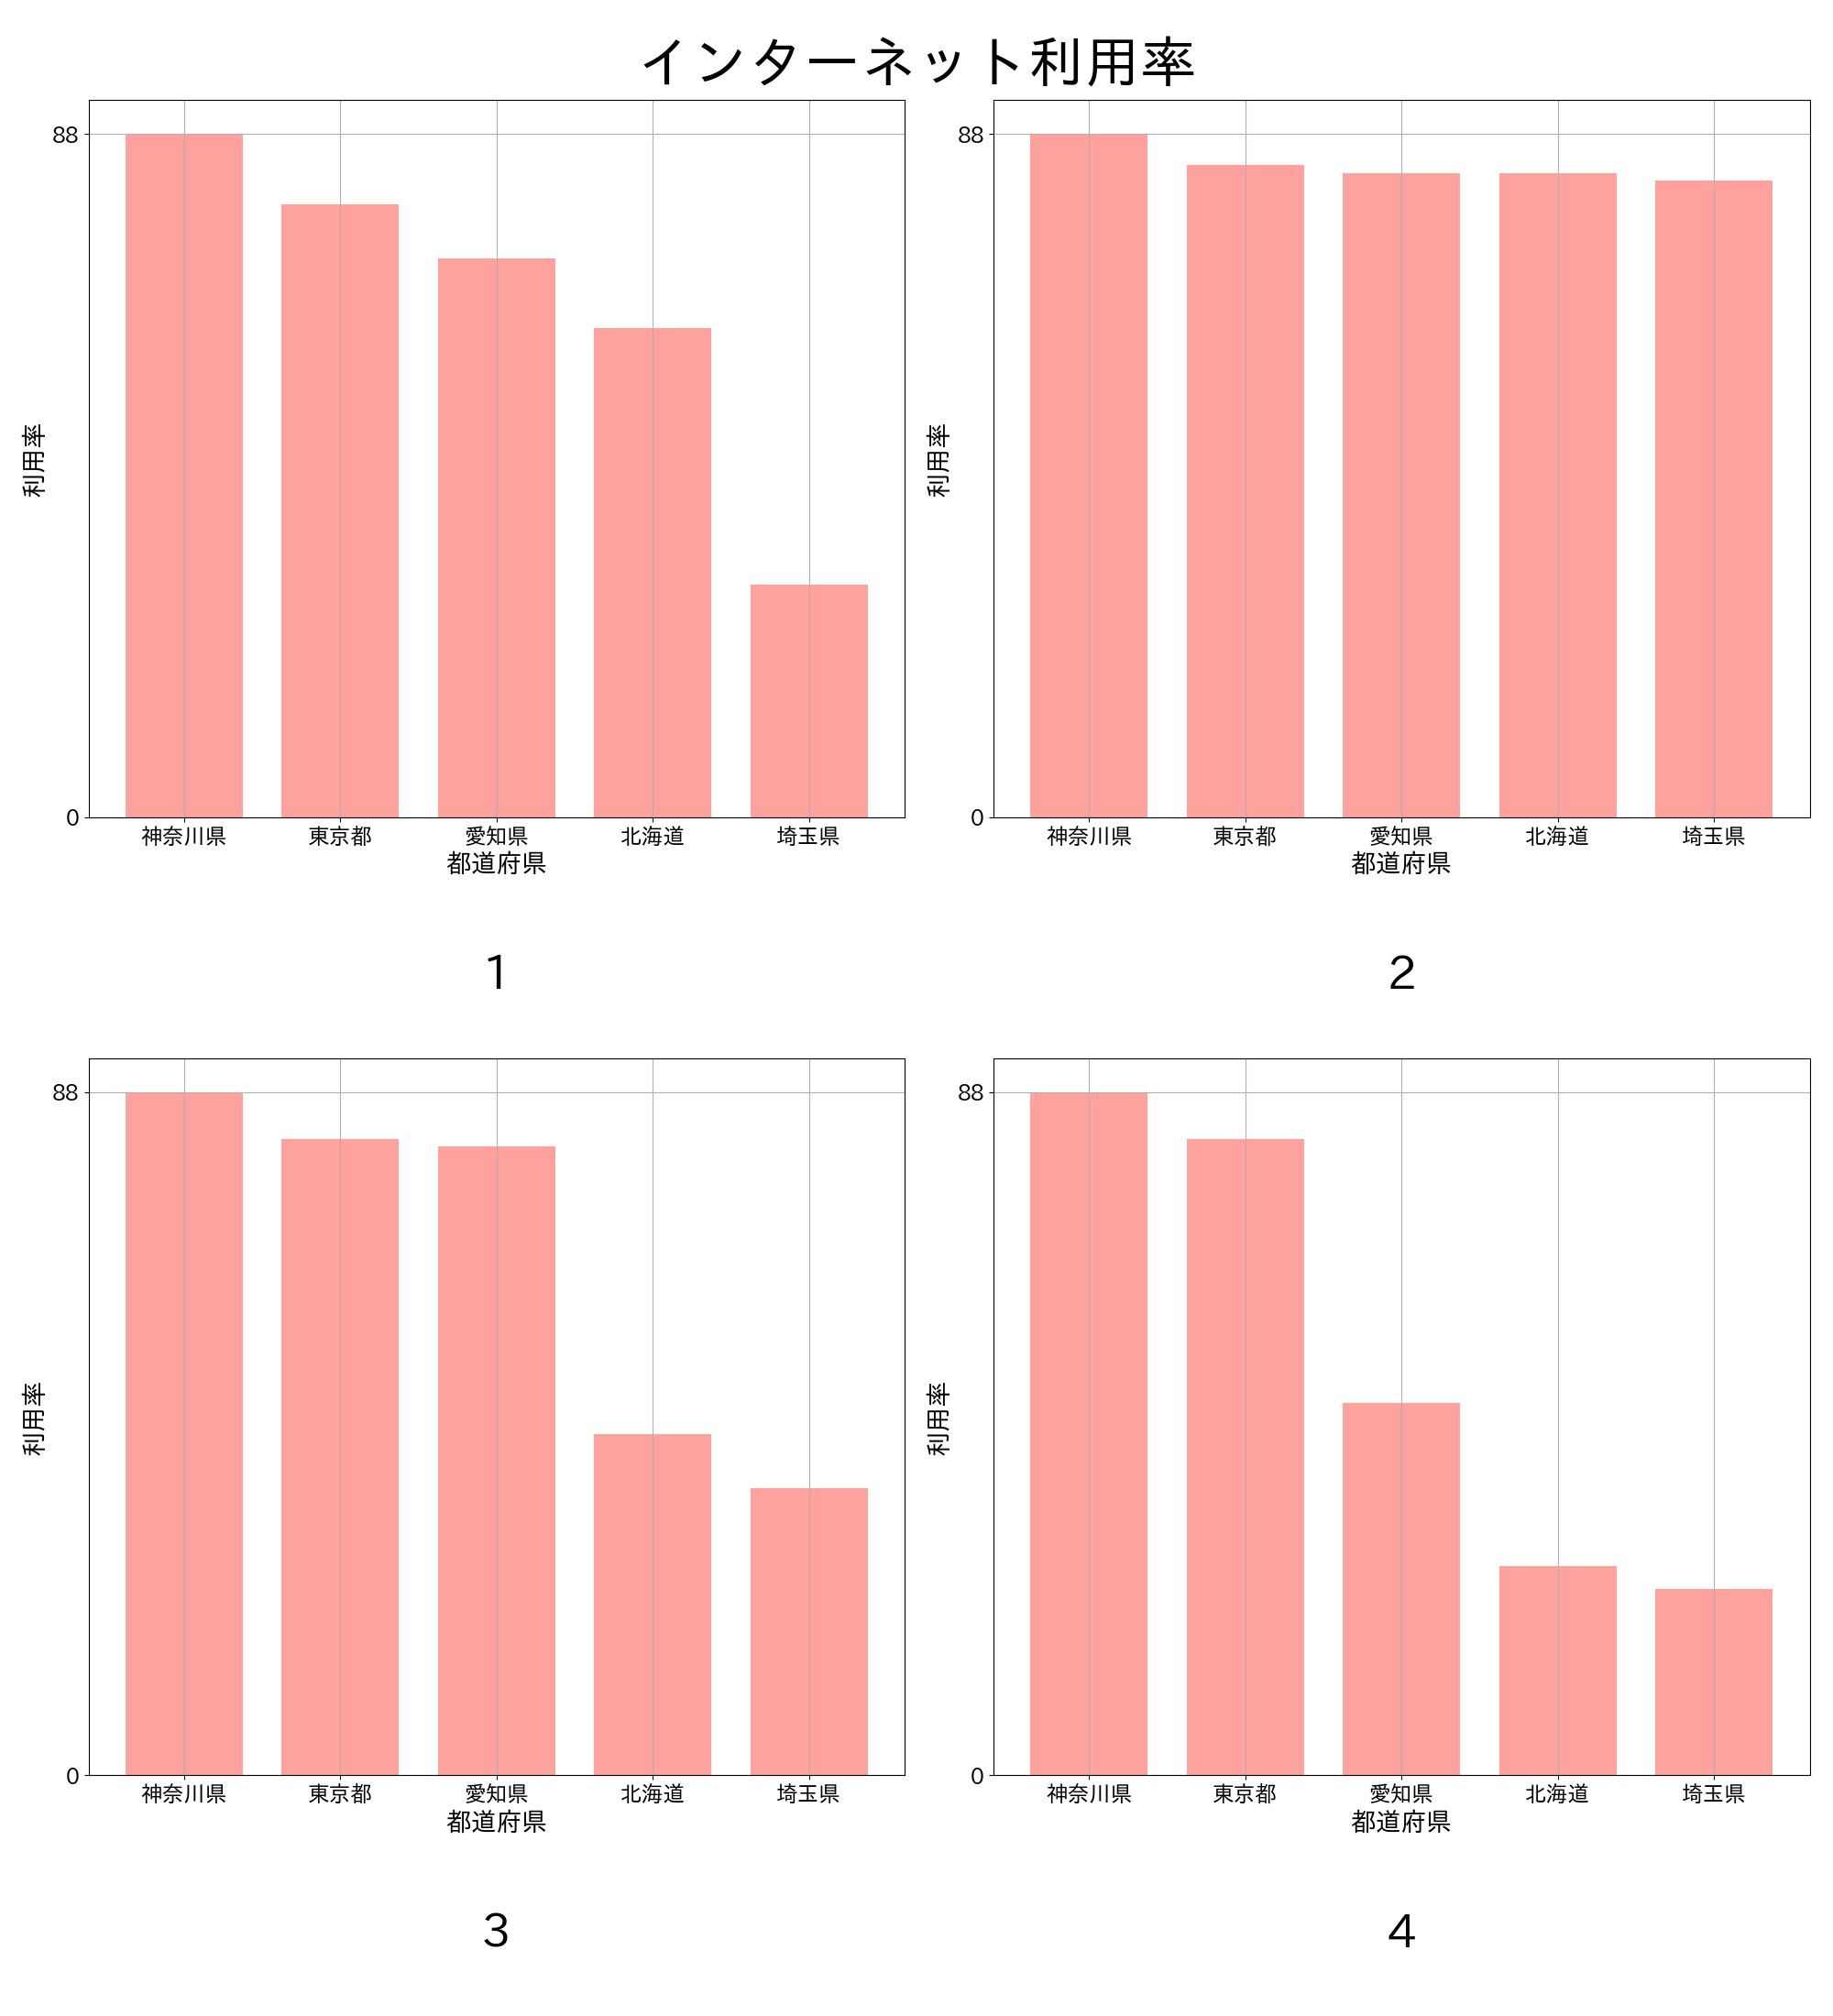 インターネット利用率
88
0
利用率
神奈川県 東京都 愛知県 北海道 埼玉県
都道府県
1
88
0
利用率
神奈川県 東京都 愛知県 北海道 埼玉県
都道府県
2
88
0
利用率
神奈川県 東京都 愛知県 北海道 埼玉県
都道府県
3
88
0
利用率
神奈川県 東京都 愛知県 北海道 埼玉県
都道府県
4